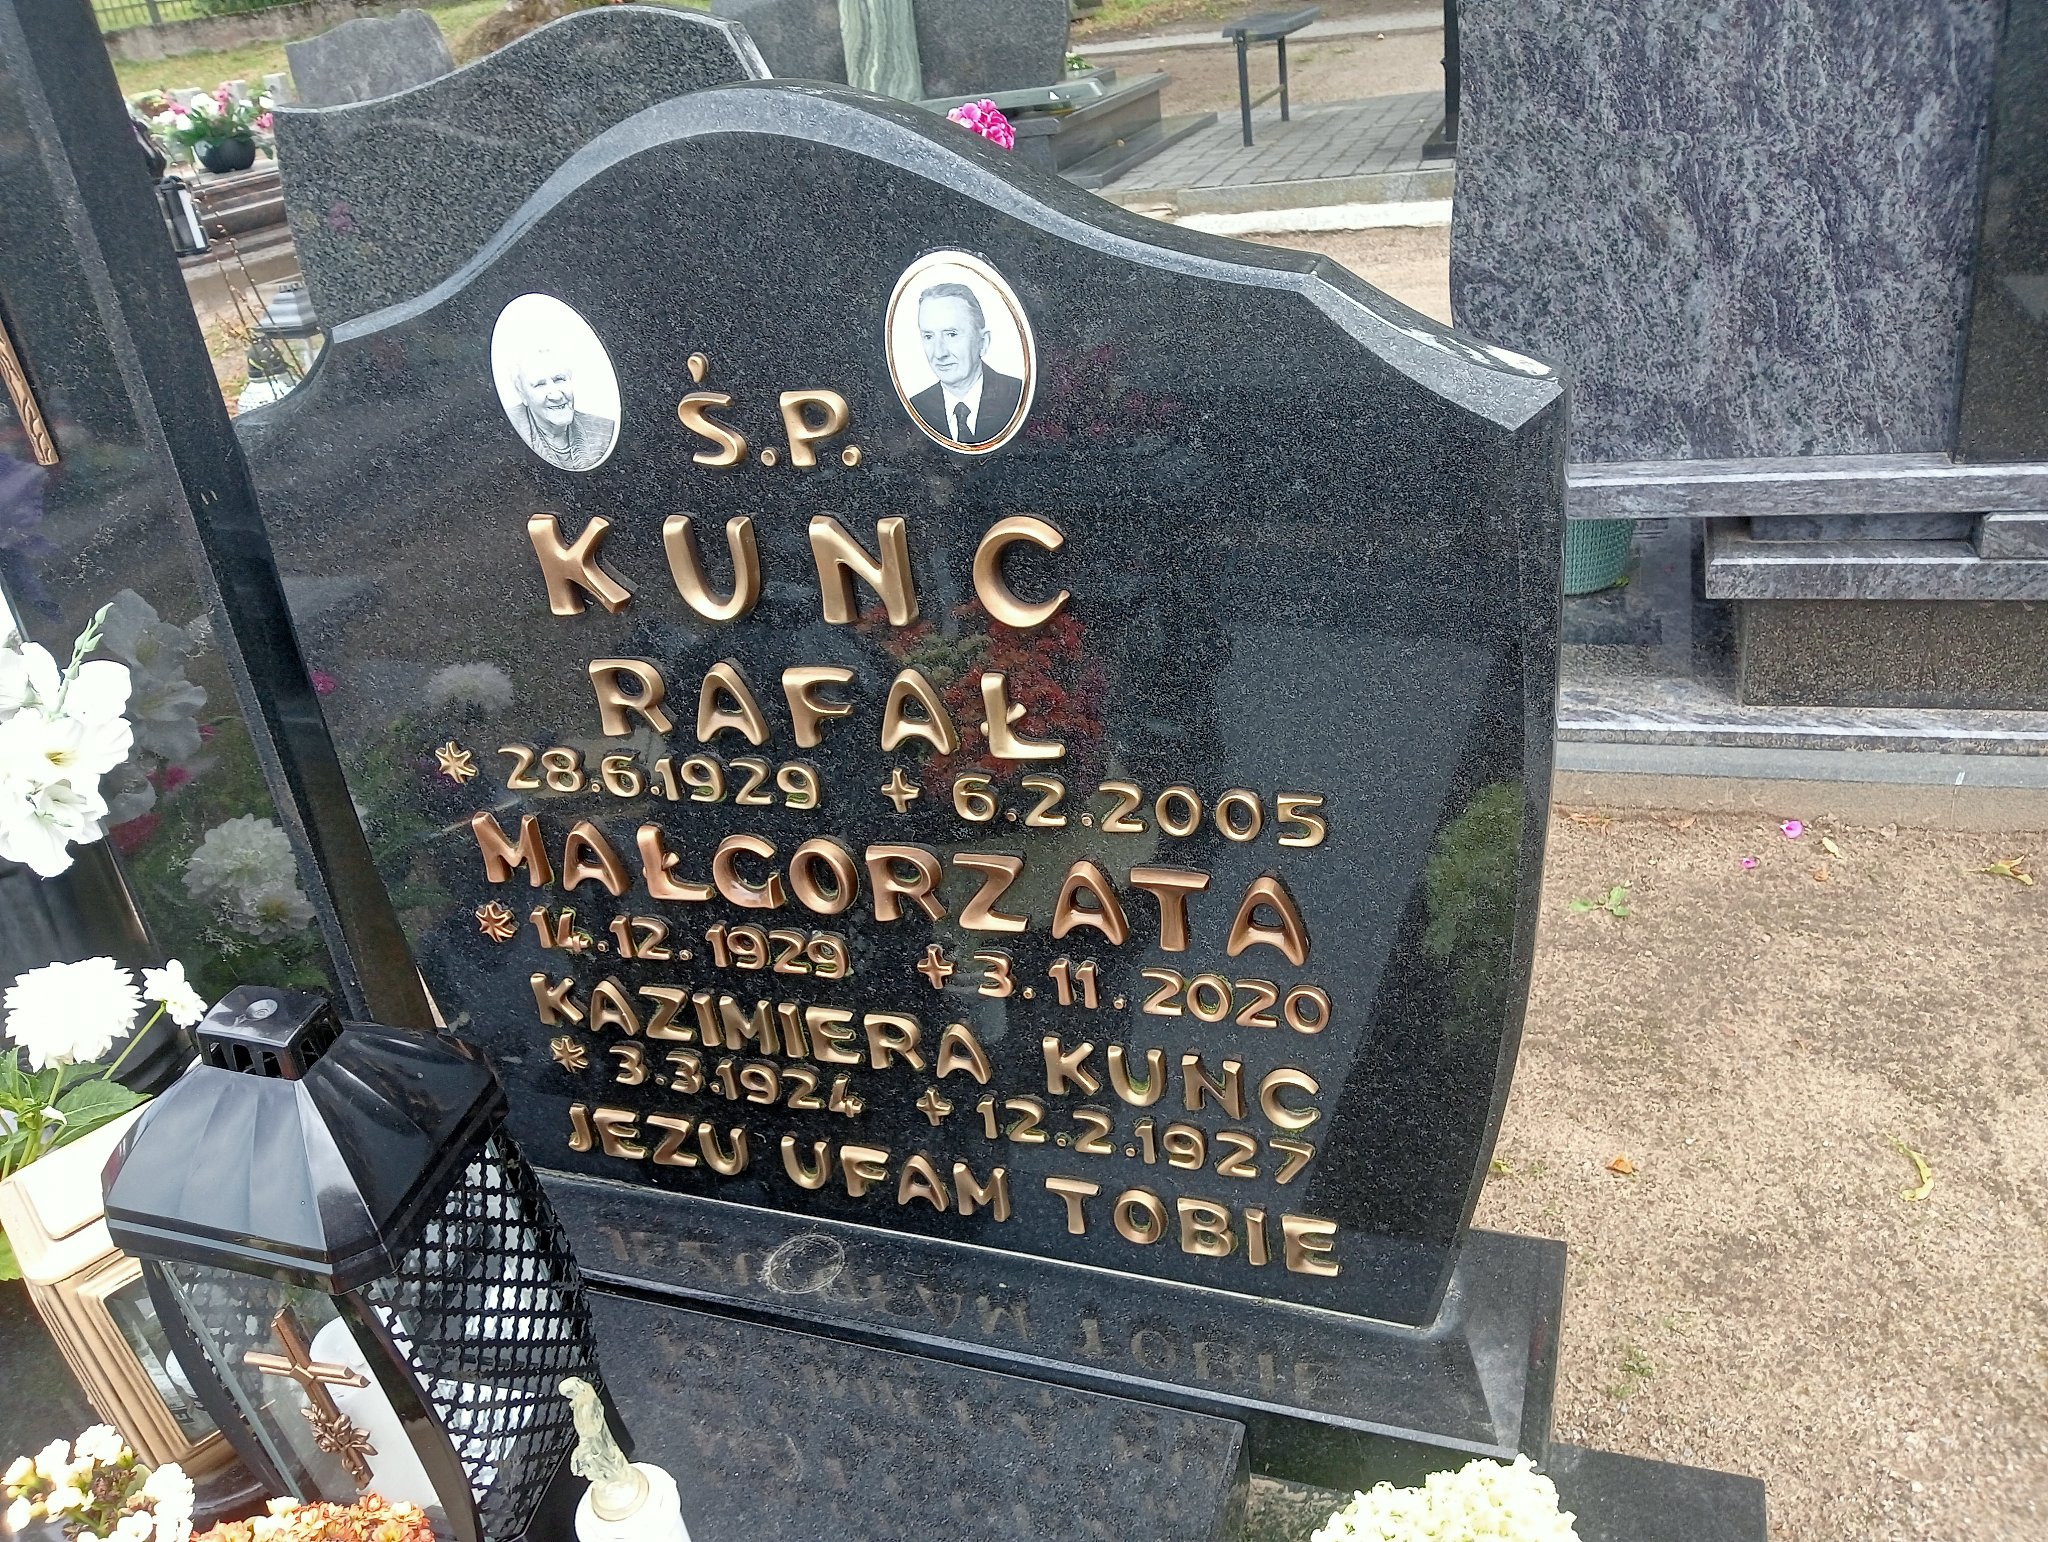 Ś.P.
KUNC
RAFAŁ
* 28.6.1929 + 6.2.2005
MAŁGORZATA
* 14.12.1929 + 3.11.2020
KAZIMIERA KUNC
* 3.3.1924 + 12.2.1927
JEZU UFAM TOBIE